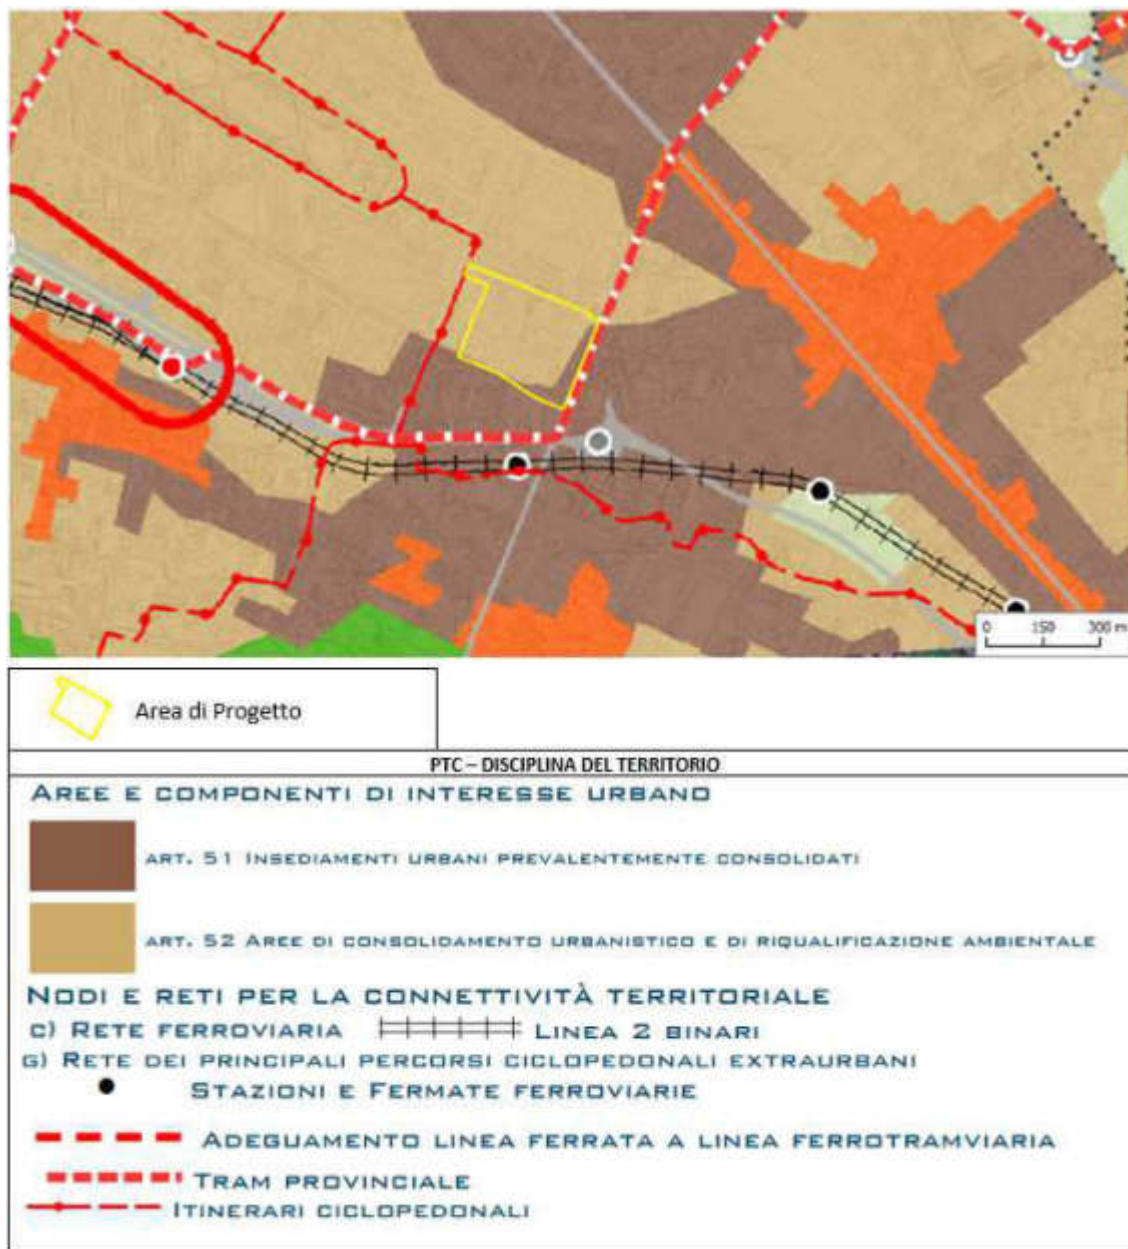 0 150 300 m
Area di Progetto
PTC – DISCIPLINA DEL TERRITORIO
AREE E COMPONENTI DI INTERESSE URBANO
ART. 51 INSEDIAMENTI URBANI PREVALENTEMENTE CONSOLIDATI
ART. 52 AREE DI CONSOLIDAMENTO URBANISTICO E DI RIQUALIFICAZIONE AMBIENTALE
NODI E RETI PER LA CONNETTIVITÀ TERRITORIALE
C) RETE FERROVIARIA LINEA 2 BINARI
G) RETE DEI PRINCIPALI PERCORSI CICLOPEDONALI EXTRAURBANI
STAZIONI E FERMATE FERROVIARIE
ADEGUAMENTO LINEA FERRATA A LINEA FERROTRAMVIARIA
TRAM PROVINCIALE
ITINERARI CICLOPEDONALI